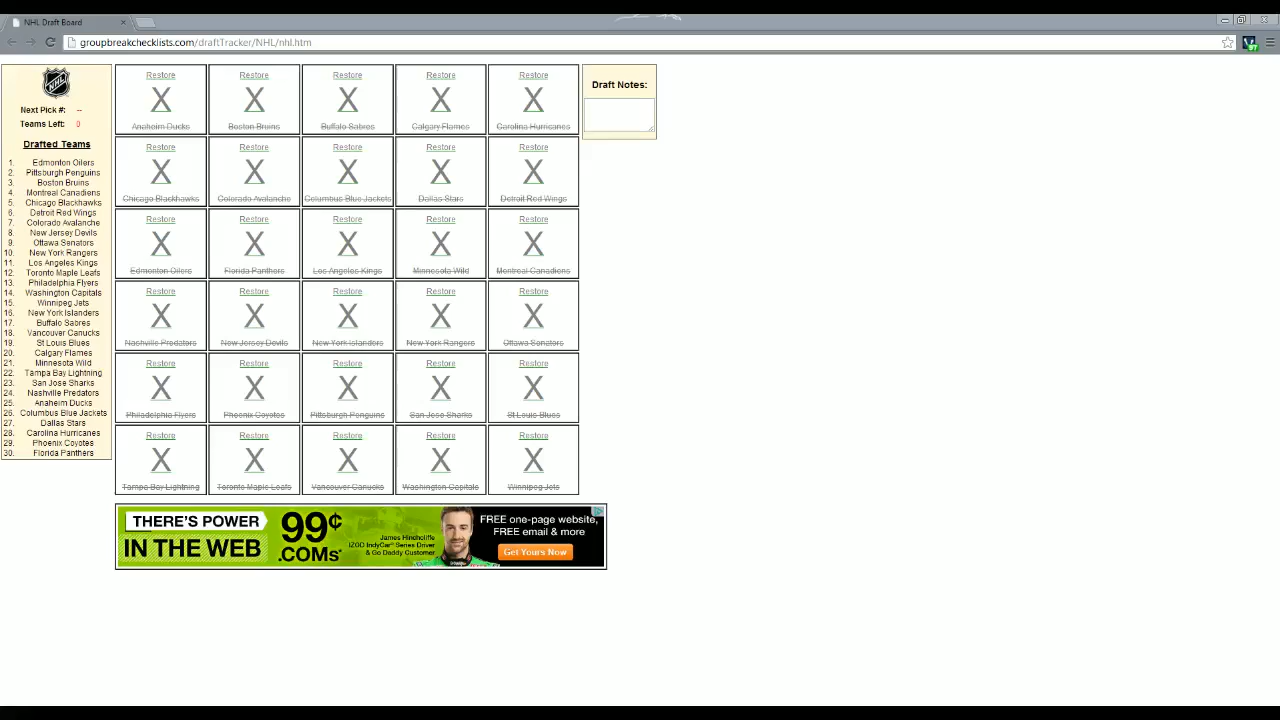 NHL Draft Board
groupbreakchecklists.com/draftTracker/NHL/nhl.htm
97
NHL
Next Pick #: --
Teams Left: 0
Drafted Teams
1. Edmonton Oilers
2. Pittsburgh Penguins
3. Boston Bruins
4. Montreal Canadiens
5. Chicago Blackhawks
6. Detroit Red Wings
7. Colorado Avalanche
8. New Jersey Devils
9. Ottawa Senators
10. New York Rangers
11. Los Angeles Kings
12. Toronto Maple Leafs
13. Philadelphia Flyers
14. Washington Capitals
15. Winnipeg Jets
16. New York Islanders
17. Buffalo Sabres
18. Vancouver Canucks
19. St Louis Blues
20. Calgary Flames
21. Minnesota Wild
22. Tampa Bay Lightning
23. San Jose Sharks
24. Nashville Predators
25. Anaheim Ducks
26. Columbus Blue Jackets
27. Dallas Stars
28. Carolina Hurricanes
29. Phoenix Coyotes
30. Florida Panthers
Restore Restore Restore Restore Restore
X X X X X
Anaheim Ducks Boston Bruins Buffalo Sabres Calgary Flames Carolina Hurricanes
Restore Restore Restore Restore Restore
X X X X X
Chicago Blackhawks Colorado Avalanche Columbus Blue Jackets Dallas Stars Detroit Red Wings
Restore Restore Restore Restore Restore
X X X X X
Edmonton Oilers Florida Panthers Los Angeles Kings Minnesota Wild Montreal Canadiens
Restore Restore Restore Restore Restore
X X X X X
Nashville Predators New Jersey Devils New York Islanders New York Rangers Ottawa Senators
Restore Restore Restore Restore Restore
X X X X X
Philadelphia Flyers Phoenix Coyotes Pittsburgh Penguins San Jose Sharks St Louis Blues
Restore Restore Restore Restore Restore
X X X X X
Tampa Bay Lightning Toronto Maple Leafs Vancouver Canucks Washington Capitals Winnipeg Jets
Draft Notes:
THERE'S POWER
IN THE WEB
99¢
.COMs*
James Hinchcliffe
IZOD IndyCar® Series Driver
& Go Daddy Customer
FREE one-page website,
FREE email & more
Get Yours Now